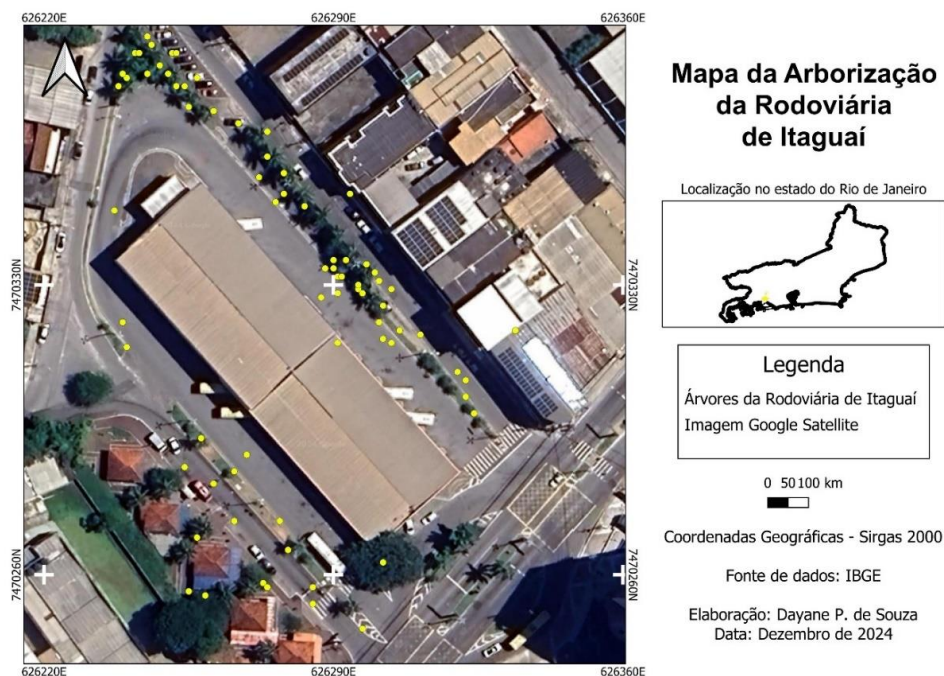 626220E 626290E 626360E
7470330N
7470330N
7470260N
7470260N
626220E 626290E 626360E
Mapa da Arborização
da Rodoviária
de Itaguaí
Localização no estado do Rio de Janeiro
Legenda
Árvores da Rodoviária de Itaguaí
Imagem Google Satellite
0 50 100 km
Coordenadas Geográficas - Sirgas 2000
Fonte de dados: IBGE
Elaboração: Dayane P. de Souza
Data: Dezembro de 2024